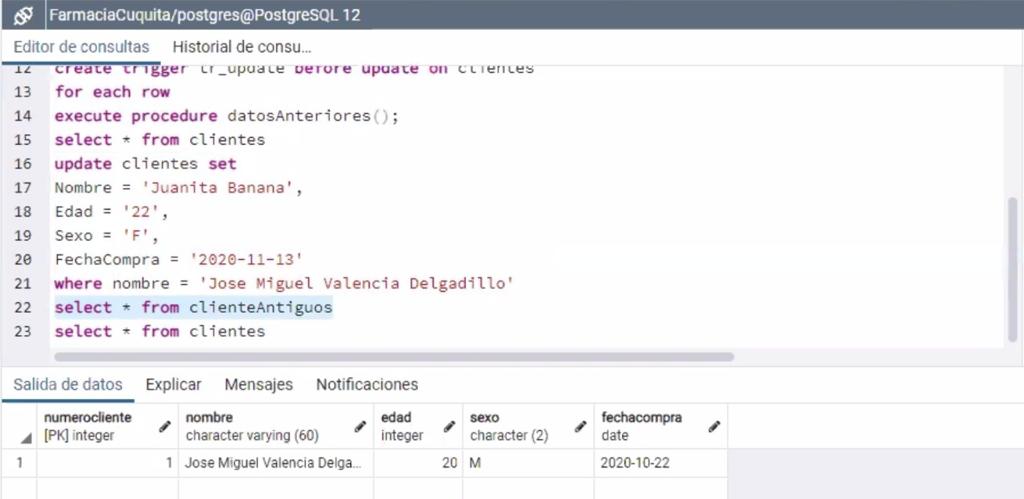 FarmaciaCuquita/postgres@PostgreSQL 12
Editor de consultas Historial de consu...
12 create trigger tr_update before update on clientes
13 for each row
14 execute procedure datosAnteriores();
15 select * from clientes
16 update clientes set
17 Nombre = 'Juanita Banana',
18 Edad = '22',
19 Sexo = 'F',
20 FechaCompra = '2020-11-13'
21 where nombre = 'Jose Miguel Valencia Delgadillo'
22 select * from clienteAntiguos
23 select * from clientes
Salida de datos Explicar Mensajes Notificaciones
numerocliente nombre edad sexo fechacompra
[PK] integer character varying (60) integer character (2) date
1 1 Jose Miguel Valencia Delga... 20 M 2020-10-22